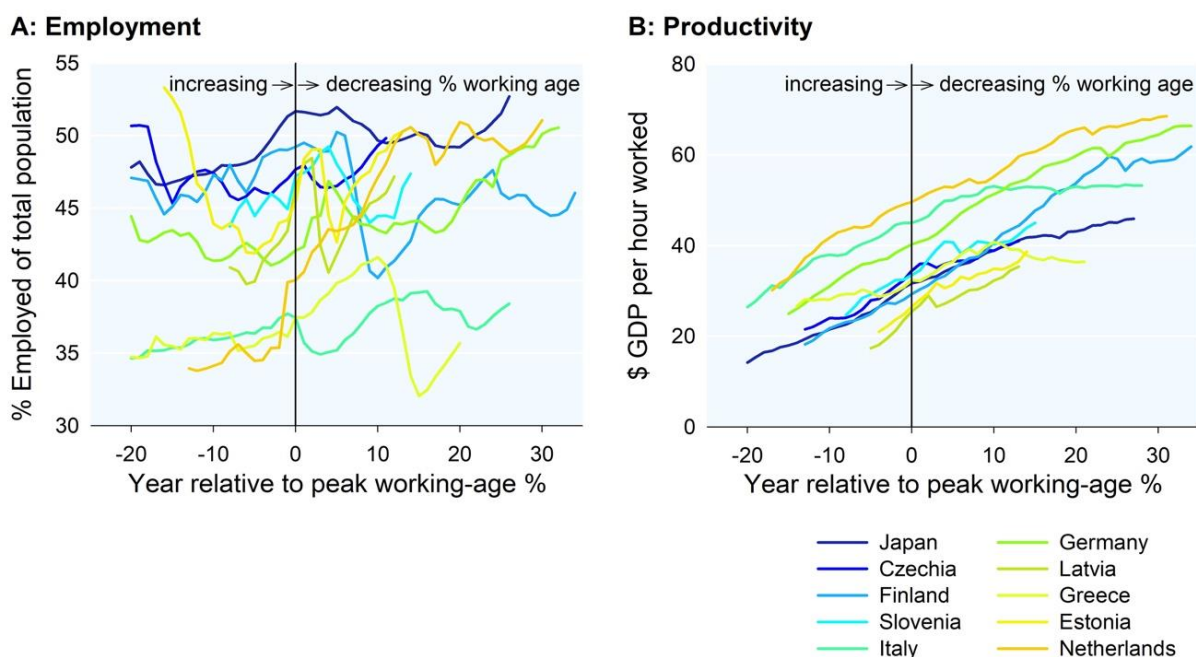 A: Employment
% Employed of total population
55
50
45
40
35
30
increasing → → decreasing % working age
-20 -10 0 10 20 30
Year relative to peak working-age %
B: Productivity
$ GDP per hour worked
80
60
40
20
0
increasing → → decreasing % working age
-20 -10 0 10 20 30
Year relative to peak working-age %
Japan
Czechia
Finland
Slovenia
Italy
Germany
Latvia
Greece
Estonia
Netherlands